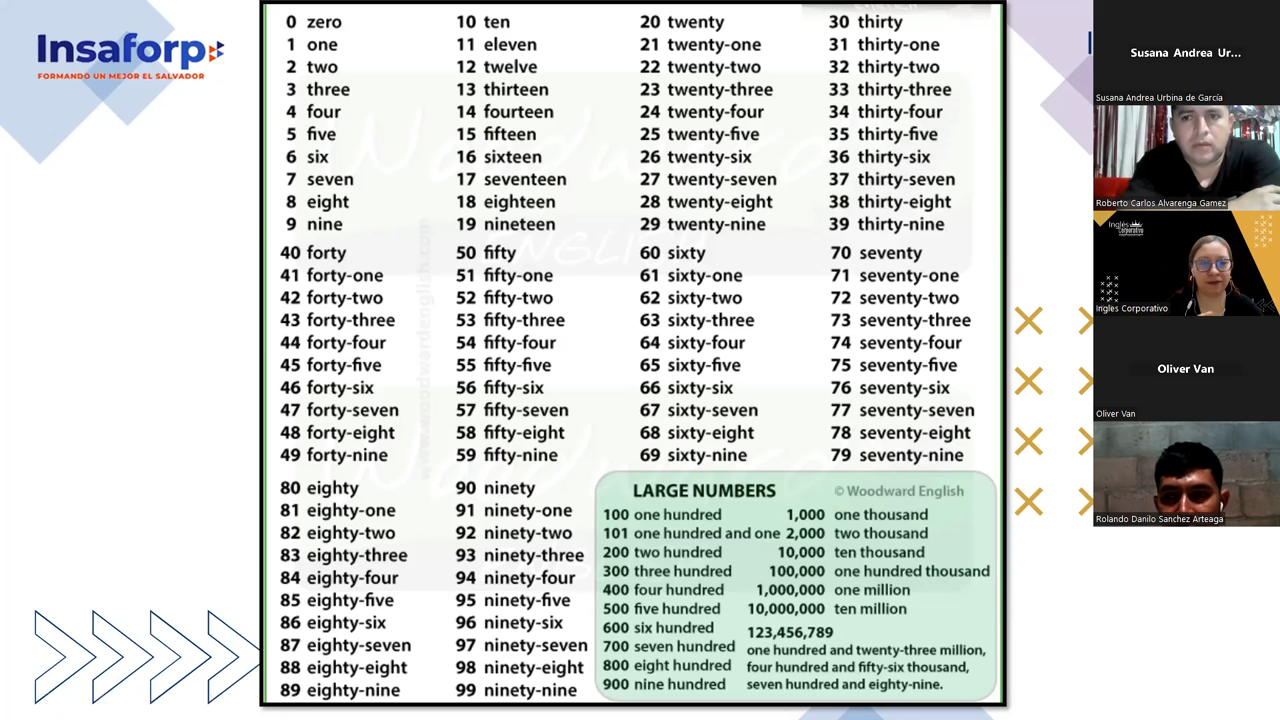 Insaforp
FORMANDO UN MEJOR EL SALVADOR
0 zero
1 one
2 two
3 three
4 four
5 five
6 six
7 seven
8 eight
9 nine
10 ten
11 eleven
12 twelve
13 thirteen
14 fourteen
15 fifteen
16 sixteen
17 seventeen
18 eighteen
19 nineteen
20 twenty
21 twenty-one
22 twenty-two
23 twenty-three
24 twenty-four
25 twenty-five
26 twenty-six
27 twenty-seven
28 twenty-eight
29 twenty-nine
30 thirty
31 thirty-one
32 thirty-two
33 thirty-three
34 thirty-four
35 thirty-five
36 thirty-six
37 thirty-seven
38 thirty-eight
39 thirty-nine
40 forty
41 forty-one
42 forty-two
43 forty-three
44 forty-four
45 forty-five
46 forty-six
47 forty-seven
48 forty-eight
49 forty-nine
50 fifty
51 fifty-one
52 fifty-two
53 fifty-three
54 fifty-four
55 fifty-five
56 fifty-six
57 fifty-seven
58 fifty-eight
59 fifty-nine
60 sixty
61 sixty-one
62 sixty-two
63 sixty-three
64 sixty-four
65 sixty-five
66 sixty-six
67 sixty-seven
68 sixty-eight
69 sixty-nine
70 seventy
71 seventy-one
72 seventy-two
73 seventy-three
74 seventy-four
75 seventy-five
76 seventy-six
77 seventy-seven
78 seventy-eight
79 seventy-nine
80 eighty
81 eighty-one
82 eighty-two
83 eighty-three
84 eighty-four
85 eighty-five
86 eighty-six
87 eighty-seven
88 eighty-eight
89 eighty-nine
90 ninety
91 ninety-one
92 ninety-two
93 ninety-three
94 ninety-four
95 ninety-five
96 ninety-six
97 ninety-seven
98 ninety-eight
99 ninety-nine
LARGE NUMBERS
© Woodward English
100 one hundred
101 one hundred and one
200 two hundred
300 three hundred
400 four hundred
500 five hundred
600 six hundred
700 seven hundred
800 eight hundred
900 nine hundred
1,000 one thousand
2,000 two thousand
10,000 ten thousand
100,000 one hundred thousand
1,000,000 one million
10,000,000 ten million
123,456,789
one hundred and twenty-three million,
four hundred and fifty-six thousand,
seven hundred and eighty-nine.
www.woodwardenglish.com
Susana Andrea Ur...
Susana Andrea Urbina de García
Roberto Carlos Alvarenga Gamez
Inglés
Corporativo
Ingles Corporativo
Oliver Van
Oliver Van
Rolando Danilo Sanchez Arteaga